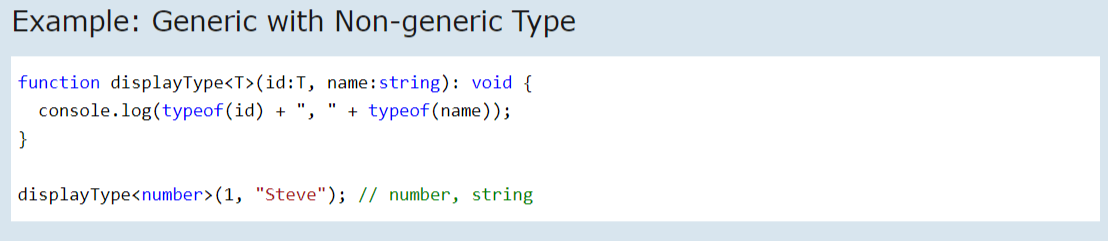 Example: Generic with Non-generic Type
function displayType<T>(id:T, name:string): void {
  console.log(typeof(id) + ", " + typeof(name));
}
displayType<number>(1, "Steve"); // number, string